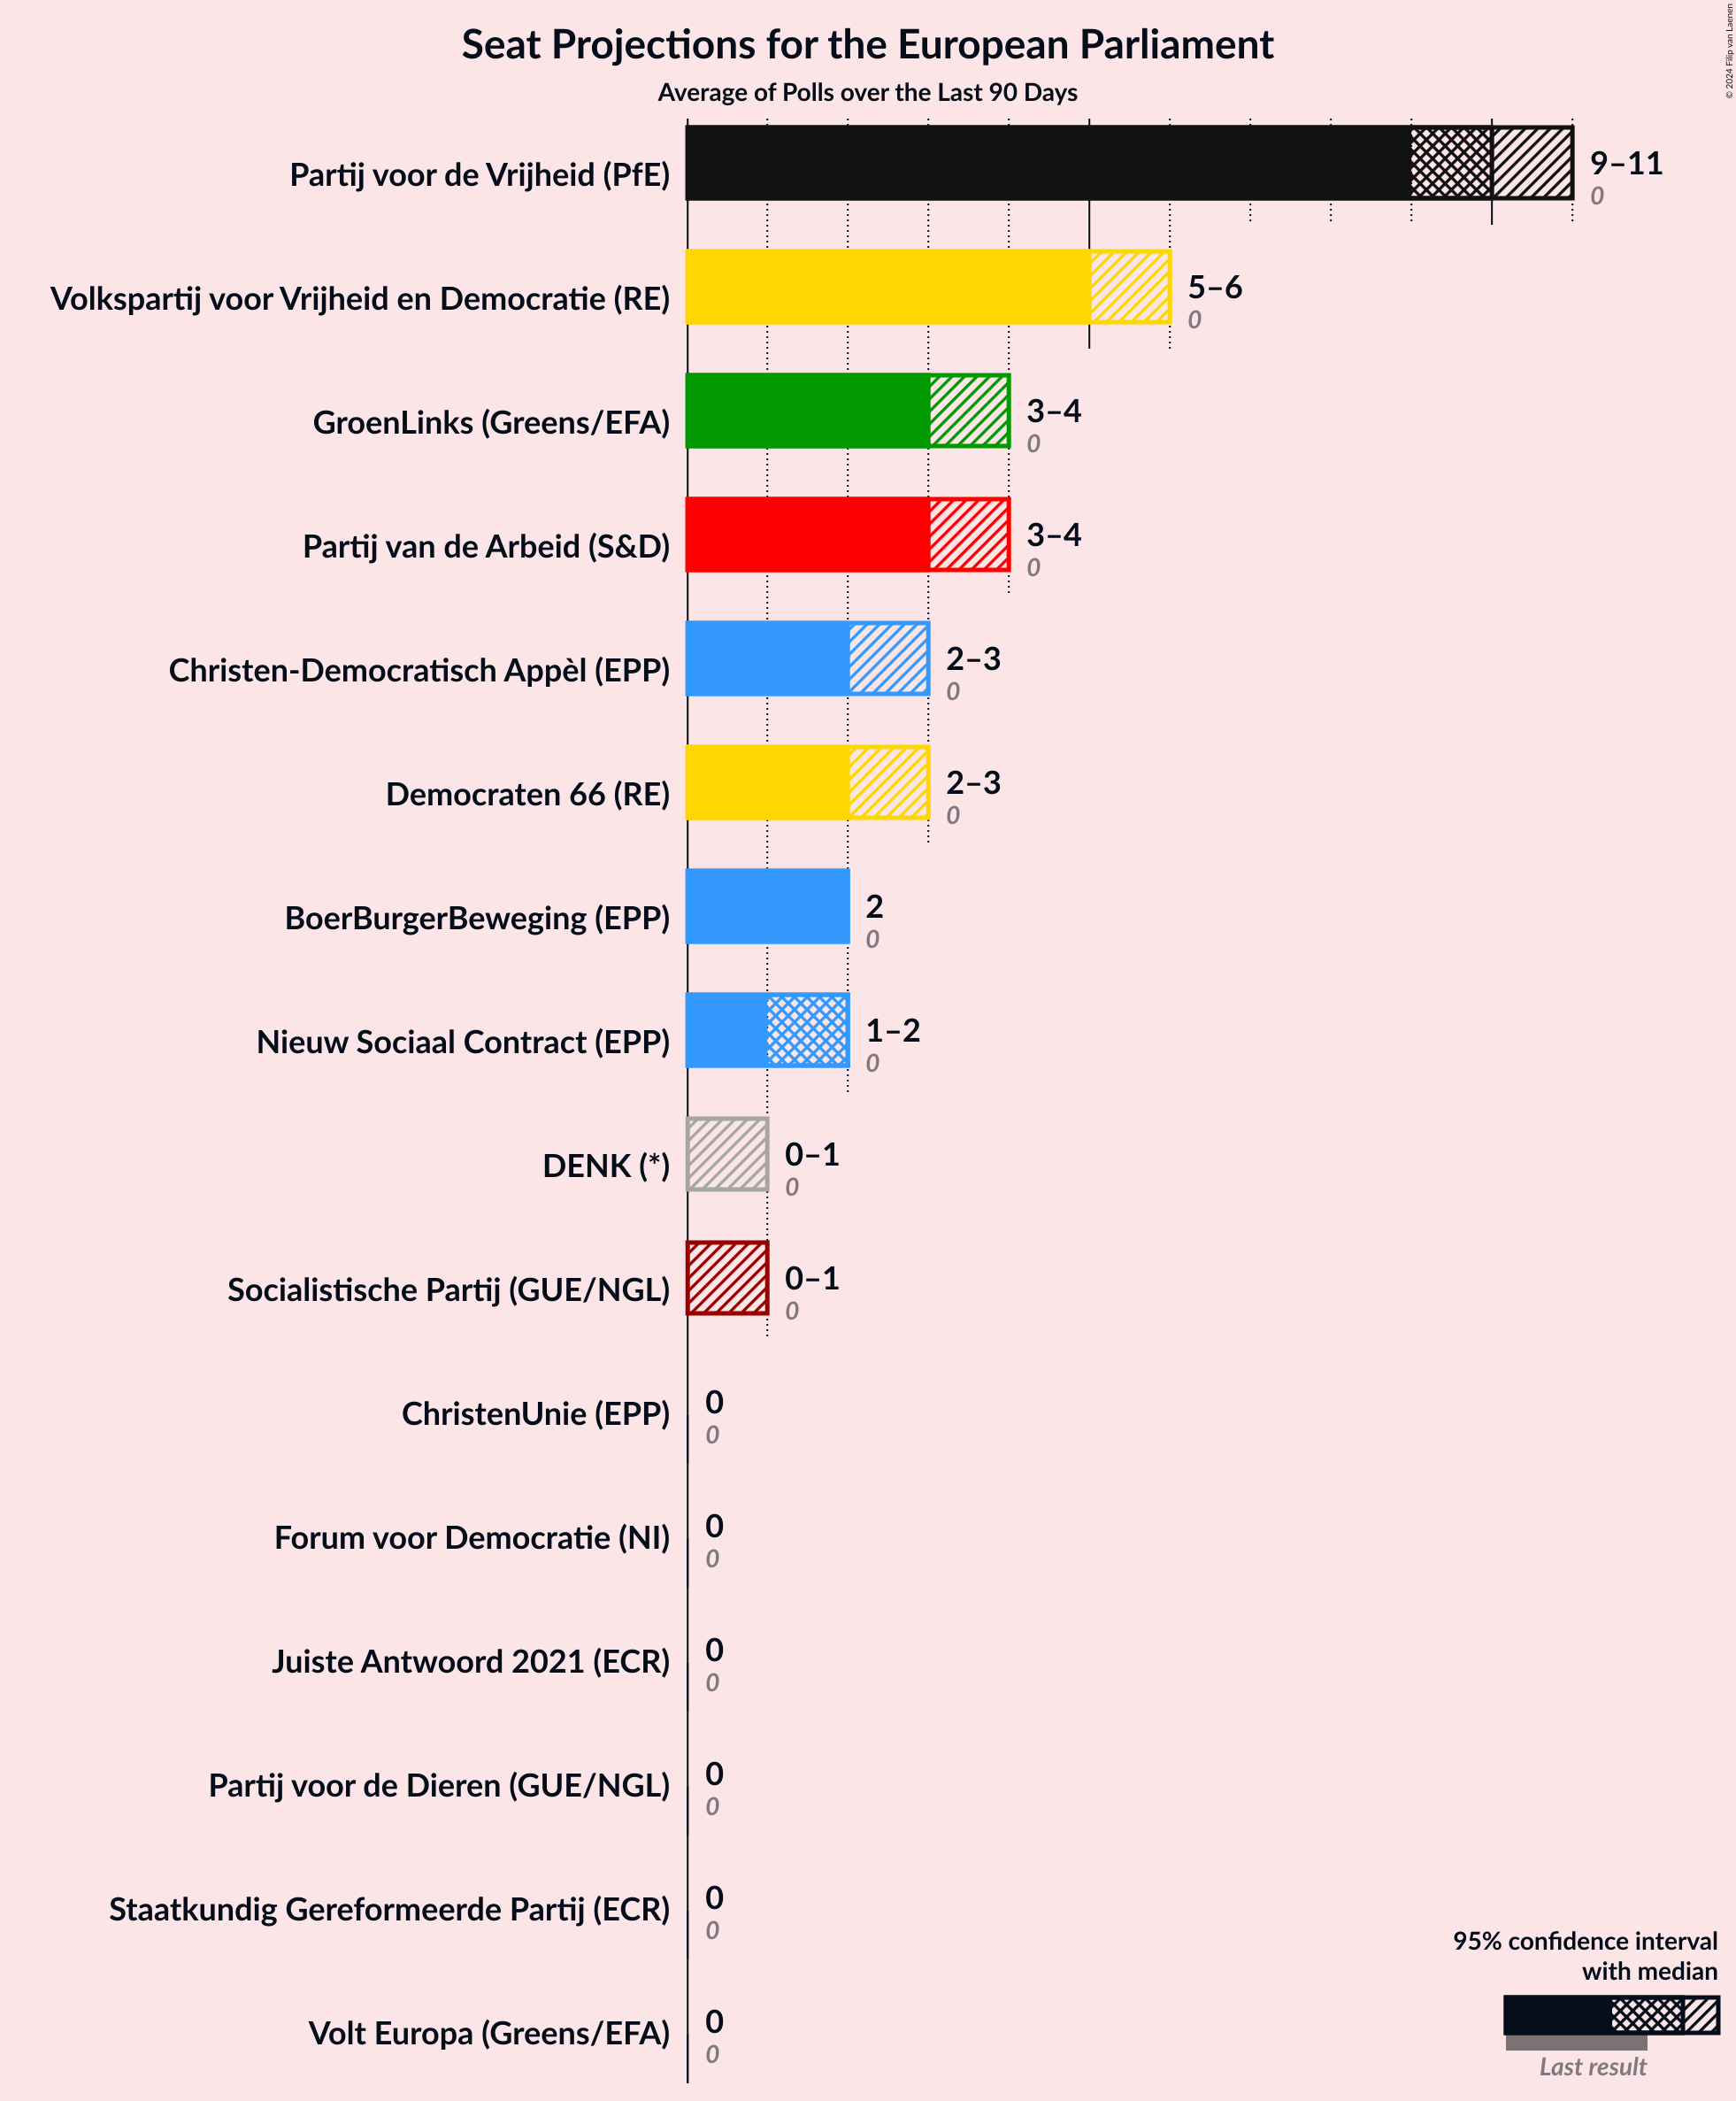 Seat Projections for the European Parliament
Average of Polls over the Last 90 Days
© 2024 Filip van Laenen
Partij voor de Vrijheid (PfE)
9–11
0
Volkspartij voor Vrijheid en Democratie (RE)
5–6
0
GroenLinks (Greens/EFA)
3–4
0
Partij van de Arbeid (S&D)
3–4
0
Christen-Democratisch Appèl (EPP)
2–3
0
Democraten 66 (RE)
2–3
0
BoerBurgerBeweging (EPP)
2
0
Nieuw Sociaal Contract (EPP)
1–2
0
DENK (*)
0–1
0
Socialistische Partij (GUE/NGL)
0–1
0
ChristenUnie (EPP)
0
0
Forum voor Democratie (NI)
0
0
Juiste Antwoord 2021 (ECR)
0
0
Partij voor de Dieren (GUE/NGL)
0
0
Staatkundig Gereformeerde Partij (ECR)
0
0
Volt Europa (Greens/EFA)
0
0
95% confidence interval
with median
Last result